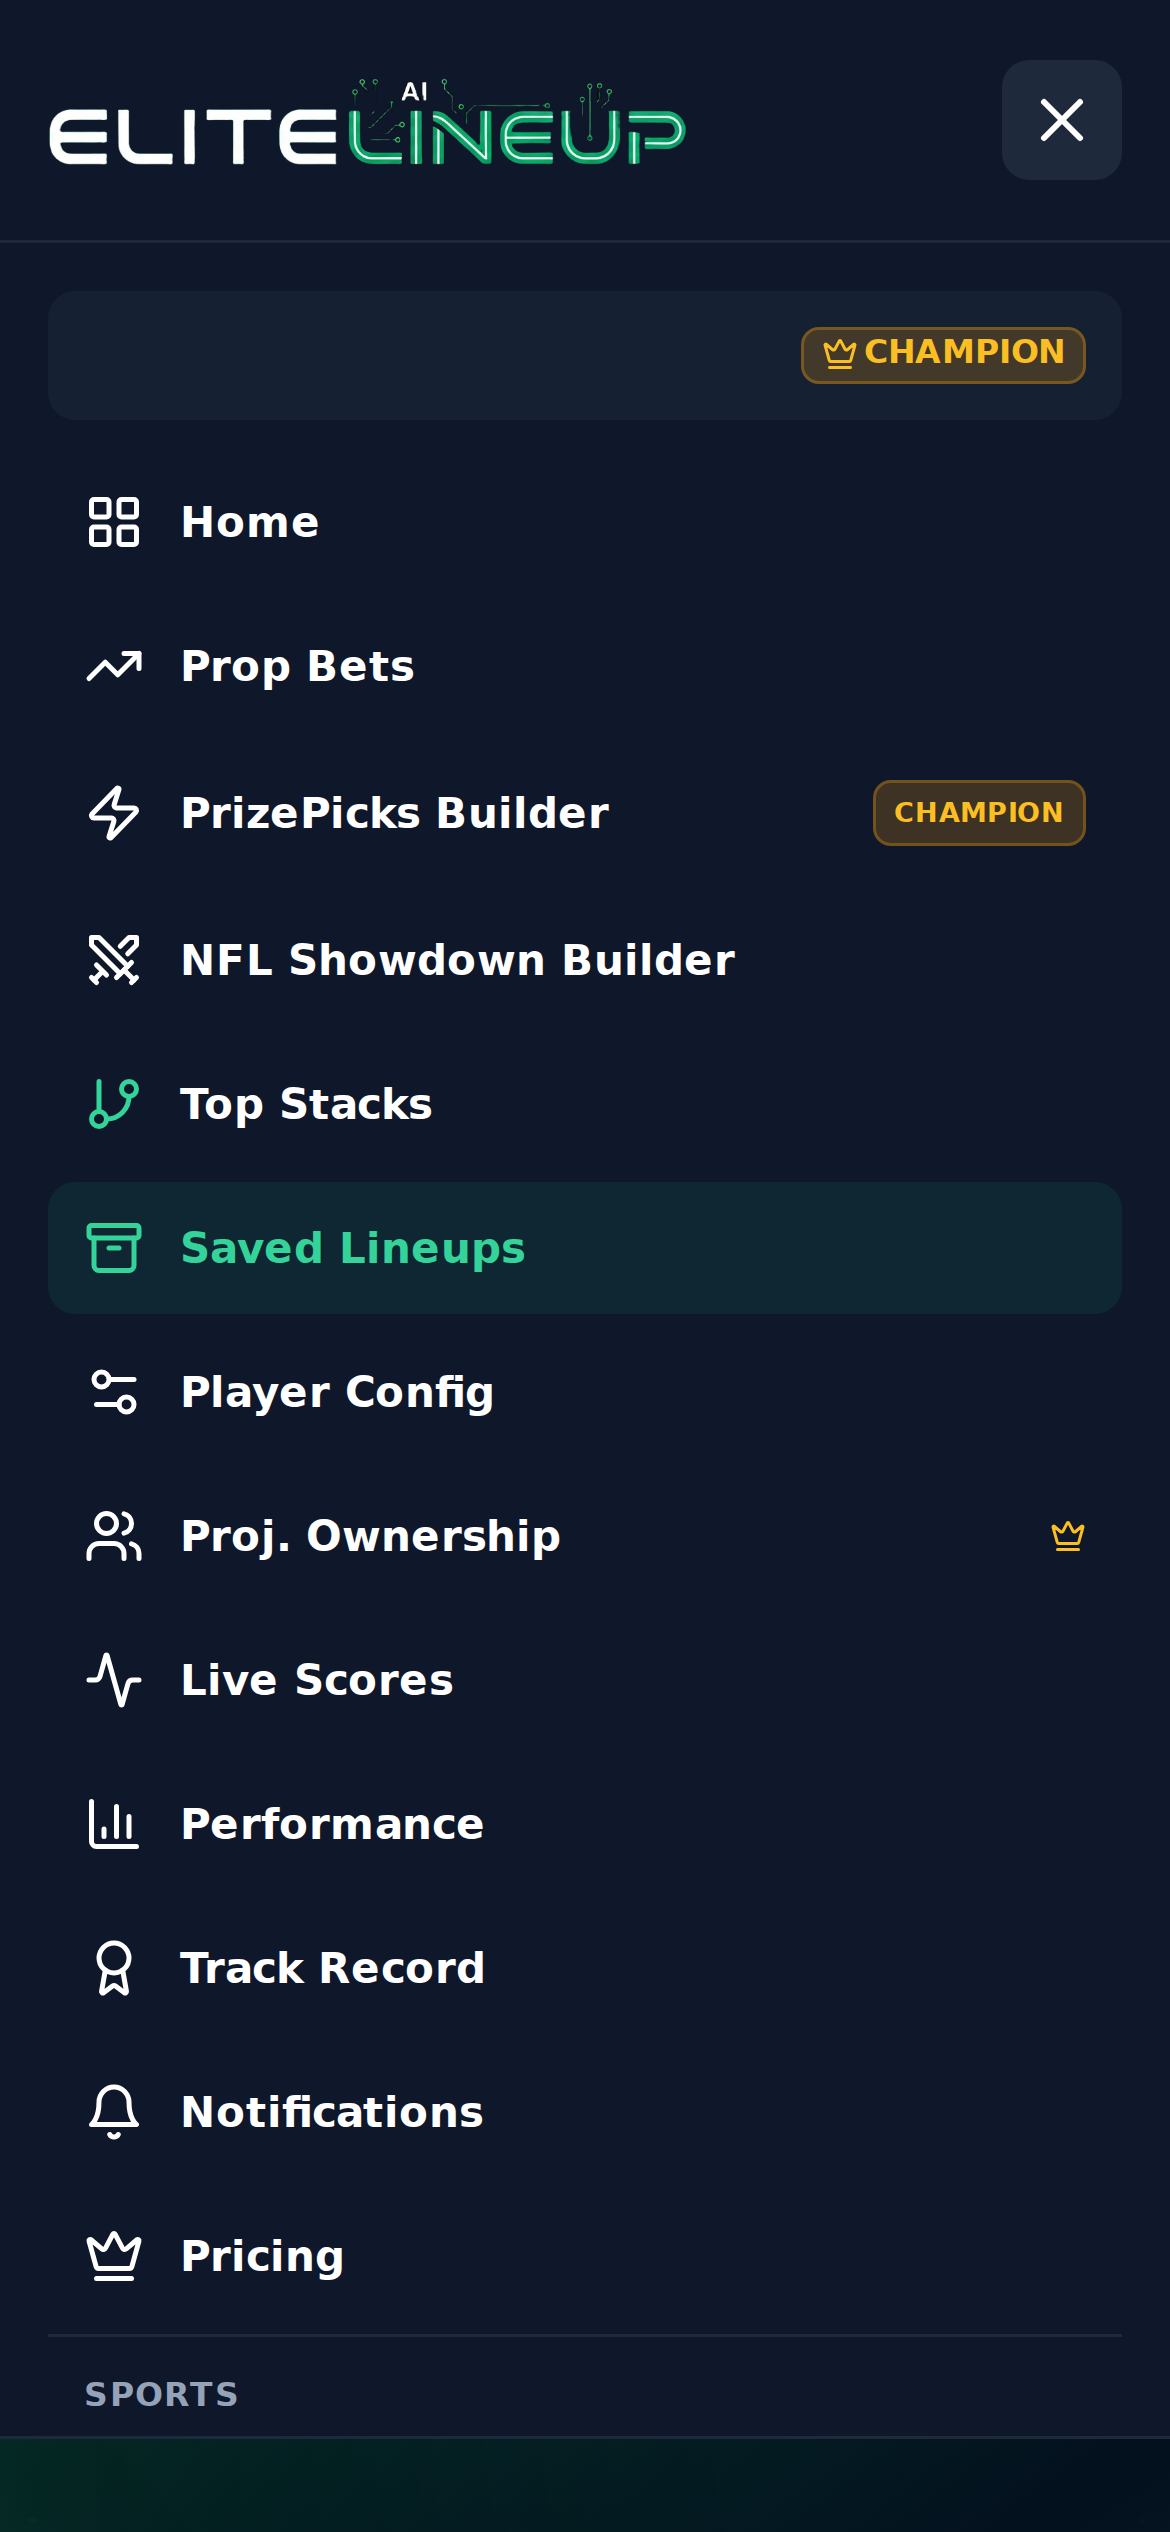 ELITELINEUP AI
CHAMPION
Home
Prop Bets
PrizePicks Builder CHAMPION
NFL Showdown Builder
Top Stacks
Saved Lineups
Player Config
Proj. Ownership
Live Scores
Performance
Track Record
Notifications
Pricing
SPORTS